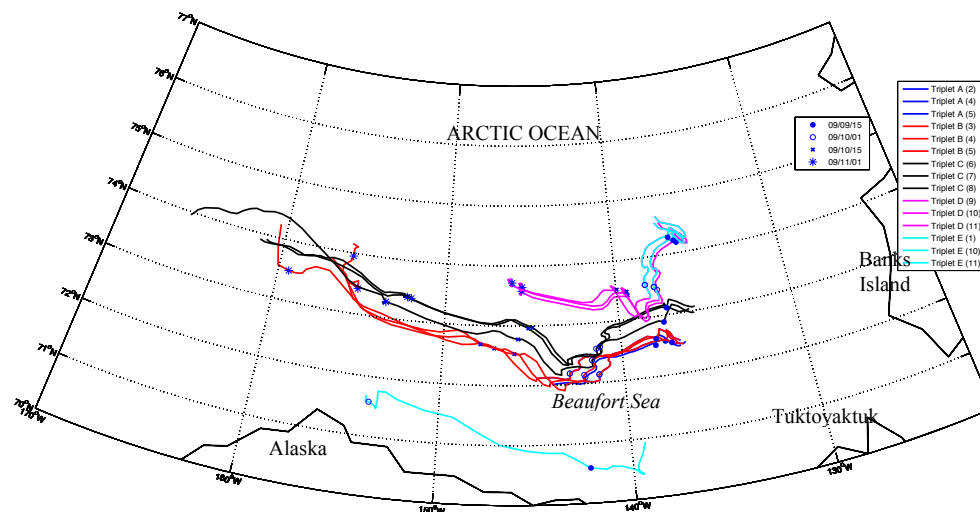 77°N
76°N
75°N
74°N
73°N
72°N
71°N
70°N
170°W
160°W
150°W
140°W
130°W
ARCTIC OCEAN
Banks
Island
Beaufort Sea
Tuktoyaktuk
Alaska
09/09/15
09/10/01
09/10/15
09/11/01
Triplet A (2)
Triplet A (4)
Triplet A (5)
Triplet B (3)
Triplet B (4)
Triplet B (5)
Triplet C (6)
Triplet C (7)
Triplet C (8)
Triplet D (9)
Triplet D (10)
Triplet D (11)
Triplet E (1)
Triplet E (10)
Triplet E (11)